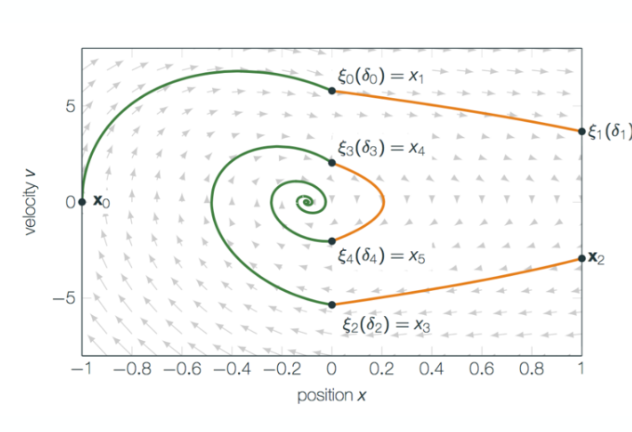 ξ₀(δ₀) = x₁
5
ξ₃(δ₃) = x₄
ξ₁(δ₁)
velocity v
0
x₀
ξ₄(δ₄) = x₅
x₂
−5
ξ₂(δ₂) = x₃
−1 −0.8 −0.6 −0.4 −0.2 0 0.2 0.4 0.6 0.8 1
position x